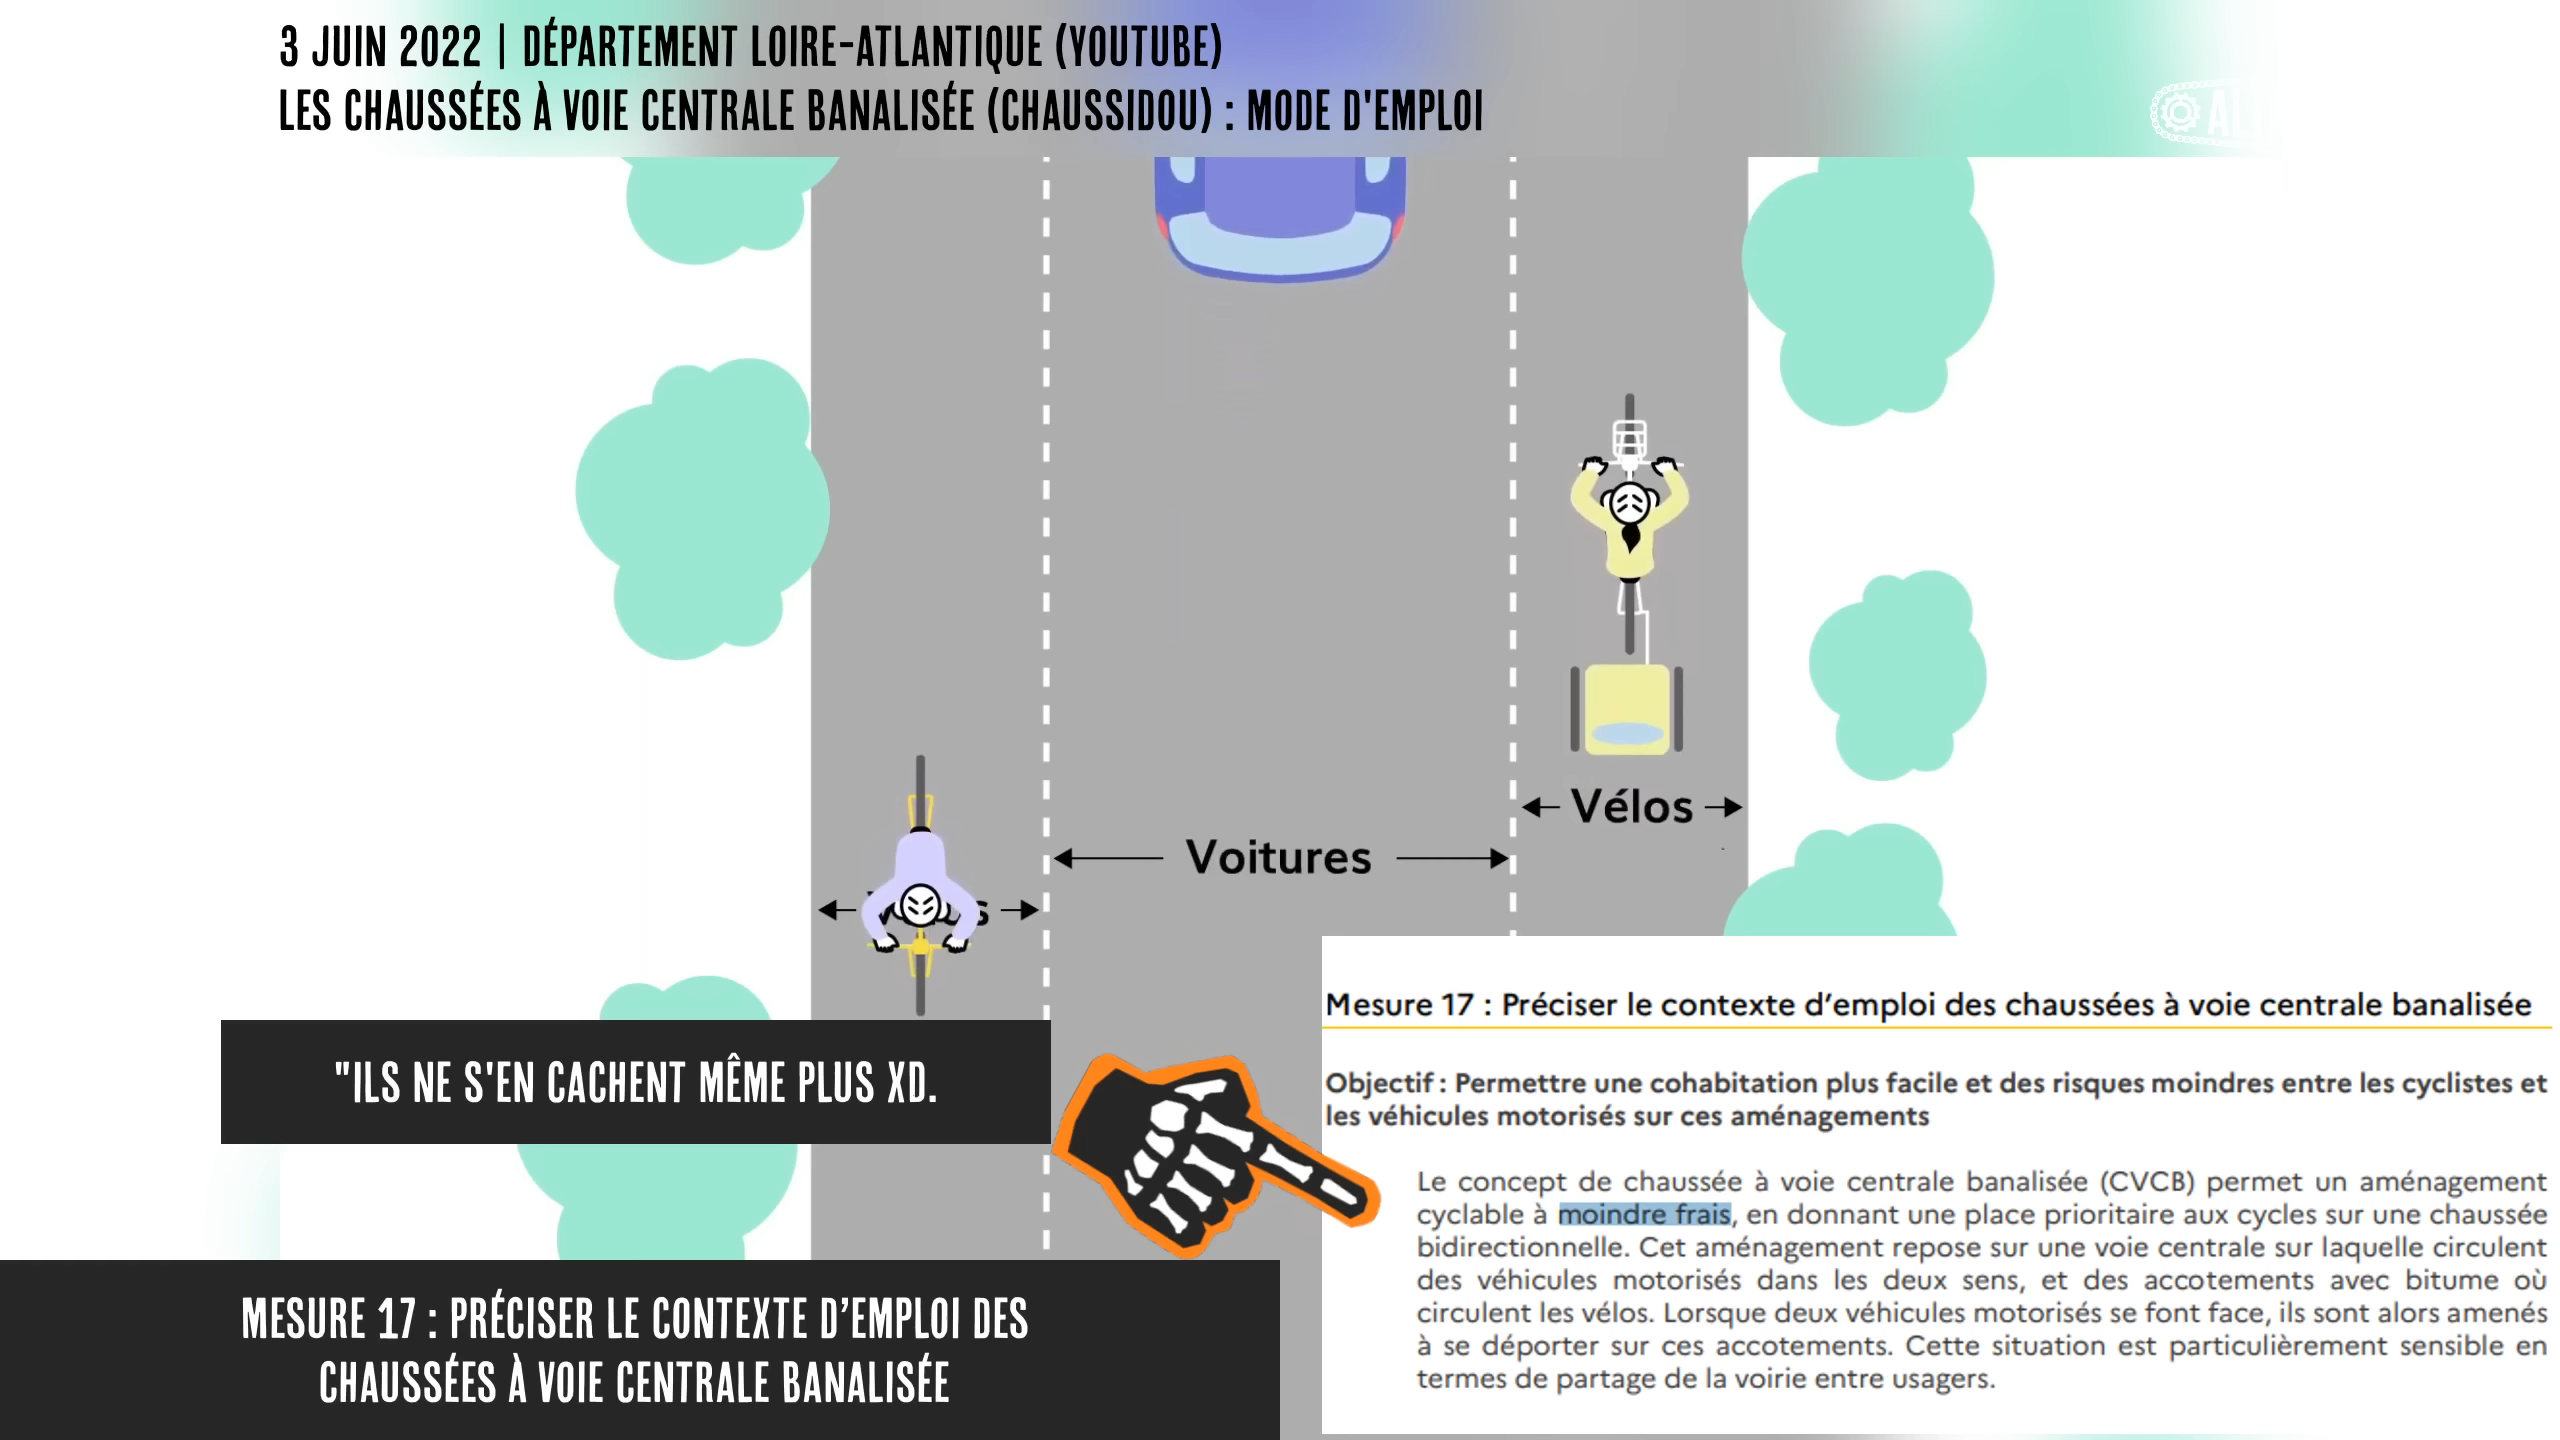 3 JUIN 2022 | DÉPARTEMENT LOIRE-ATLANTIQUE (YOUTUBE)
LES CHAUSSÉES À VOIE CENTRALE BANALISÉE (CHAUSSIDOU) : MODE D'EMPLOI
Vélos
Voitures
"ILS NE S'EN CACHENT MÊME PLUS XD.
MESURE 17 : PRÉCISER LE CONTEXTE D’EMPLOI DES
CHAUSSÉES À VOIE CENTRALE BANALISÉE
Mesure 17 : Préciser le contexte d’emploi des chaussées à voie centrale banalisée
Objectif : Permettre une cohabitation plus facile et des risques moindres entre les cyclistes et
les véhicules motorisés sur ces aménagements
Le concept de chaussée à voie centrale banalisée (CVCB) permet un aménagement
cyclable à moindre frais, en donnant une place prioritaire aux cycles sur une chaussée
bidirectionnelle. Cet aménagement repose sur une voie centrale sur laquelle circulent
des véhicules motorisés dans les deux sens, et des accotements avec bitume où
circulent les vélos. Lorsque deux véhicules motorisés se font face, ils sont alors amenés
à se déporter sur ces accotements. Cette situation est particulièrement sensible en
termes de partage de la voirie entre usagers.